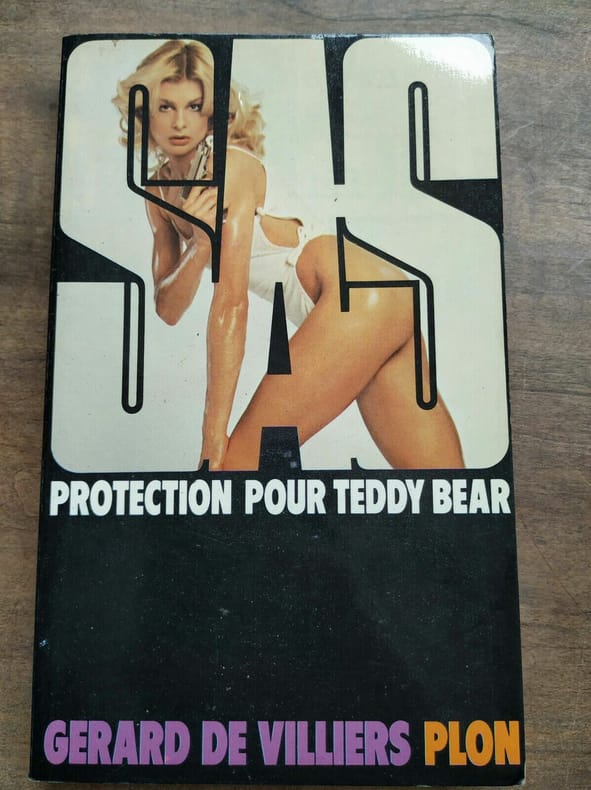 SAS
PROTECTION POUR TEDDY BEAR
GERARD DE VILLIERS PLON